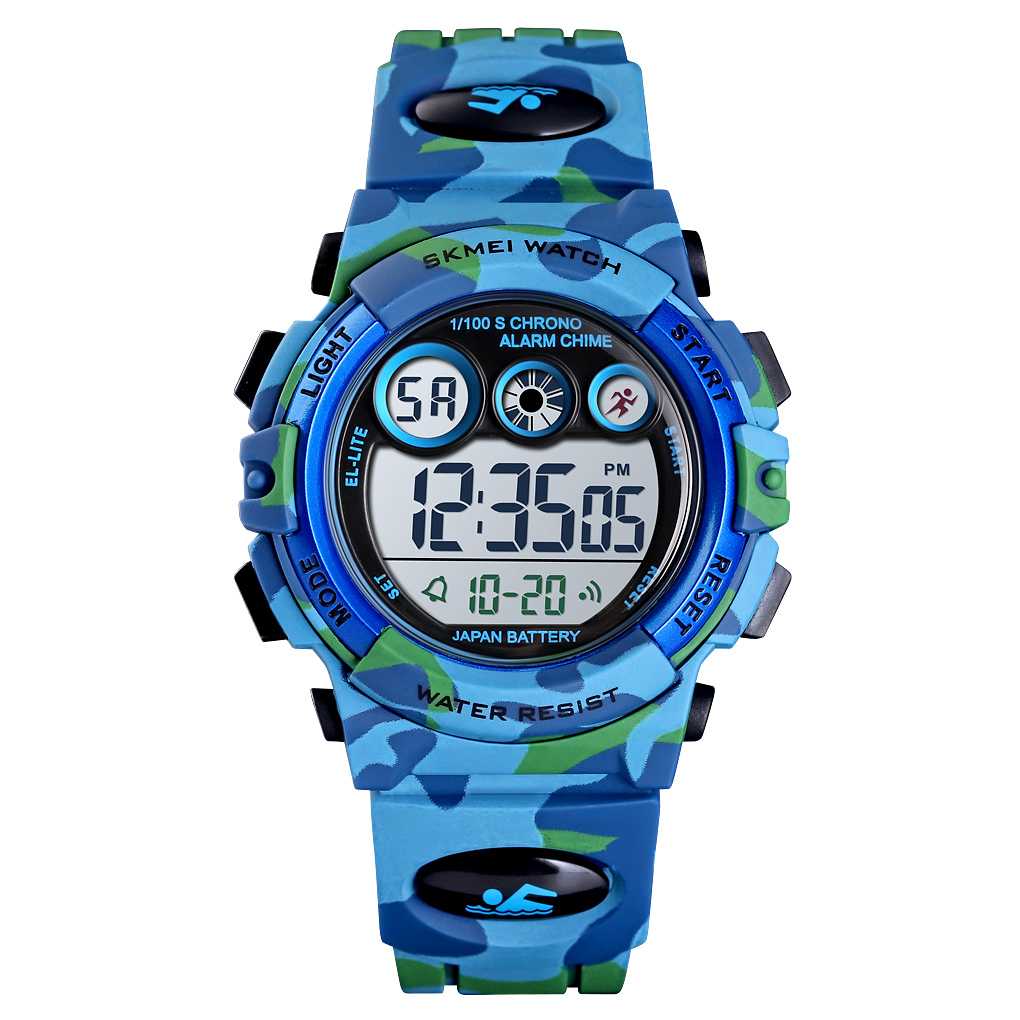 SKMEI WATCH
1/100 S CHRONO
ALARM CHIME
LIGHT
START
SA
EL-LITE
START
PM
12:35 05
MODE
SET
10-20
RESET
RESET
JAPAN BATTERY
WATER RESIST